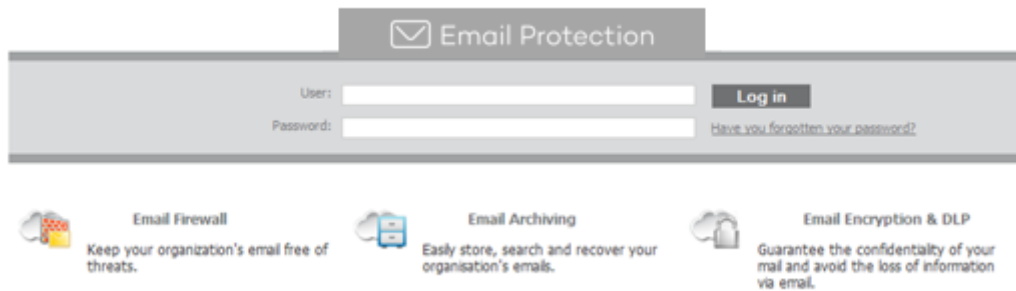 Email Protection
User:
Log in
Password:
Have you forgotten your password?
Email Firewall
Keep your organization's email free of
threats.
Email Archiving
Easily store, search and recover your
organisation's emails.
Email Encryption & DLP
Guarantee the confidentiality of your
mail and avoid the loss of information
via email.